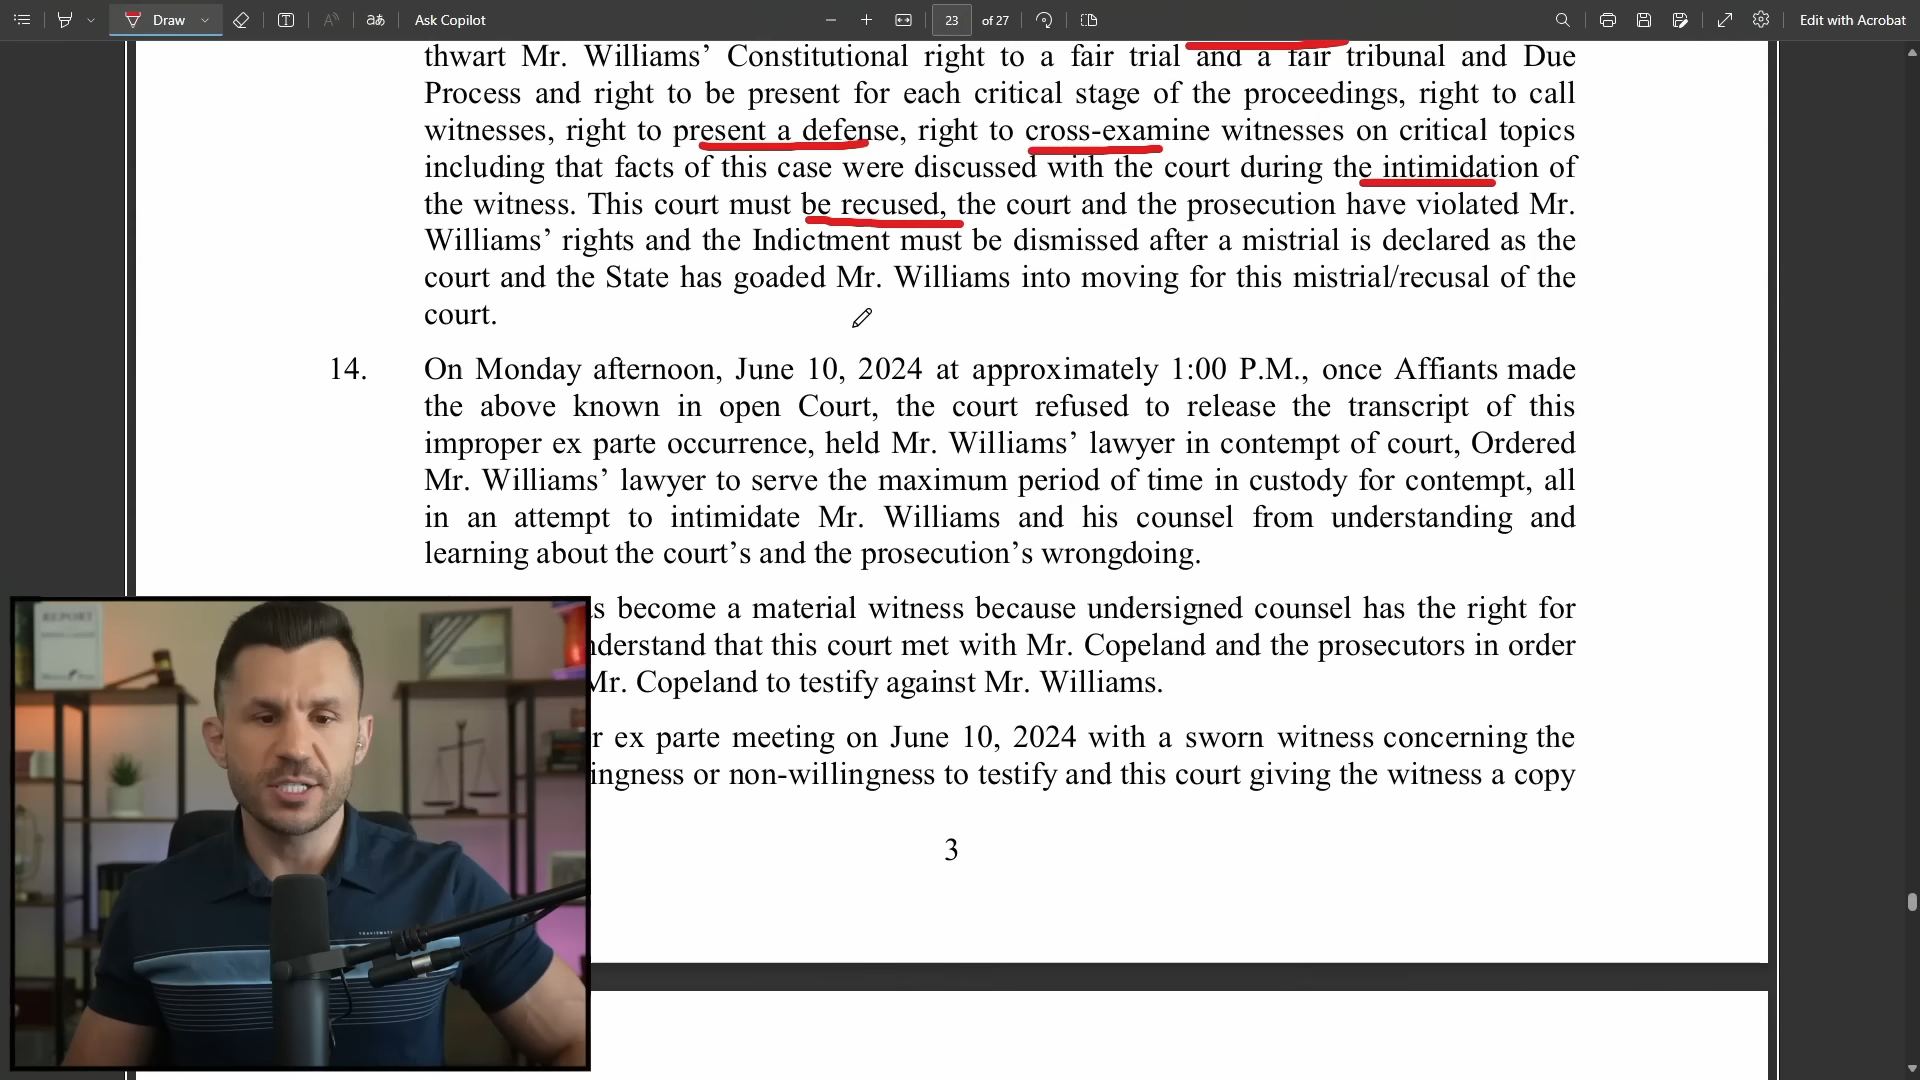 Draw
aあ
Ask Copilot
23
of 27
Edit with Acrobat
thwart Mr. Williams’ Constitutional right to a fair trial and a fair tribunal and Due
Process and right to be present for each critical stage of the proceedings, right to call
witnesses, right to present a defense, right to cross-examine witnesses on critical topics
including that facts of this case were discussed with the court during the intimidation of
the witness. This court must be recused, the court and the prosecution have violated Mr.
Williams’ rights and the Indictment must be dismissed after a mistrial is declared as the
court and the State has goaded Mr. Williams into moving for this mistrial/recusal of the
court.
14. On Monday afternoon, June 10, 2024 at approximately 1:00 P.M., once Affiants made
the above known in open Court, the court refused to release the transcript of this
improper ex parte occurrence, held Mr. Williams’ lawyer in contempt of court, Ordered
Mr. Williams’ lawyer to serve the maximum period of time in custody for contempt, all
in an attempt to intimidate Mr. Williams and his counsel from understanding and
learning about the court’s and the prosecution’s wrongdoing.
s become a material witness because undersigned counsel has the right for
nderstand that this court met with Mr. Copeland and the prosecutors in order
Mr. Copeland to testify against Mr. Williams.
r ex parte meeting on June 10, 2024 with a sworn witness concerning the
ingness or non-willingness to testify and this court giving the witness a copy
3
REPORT